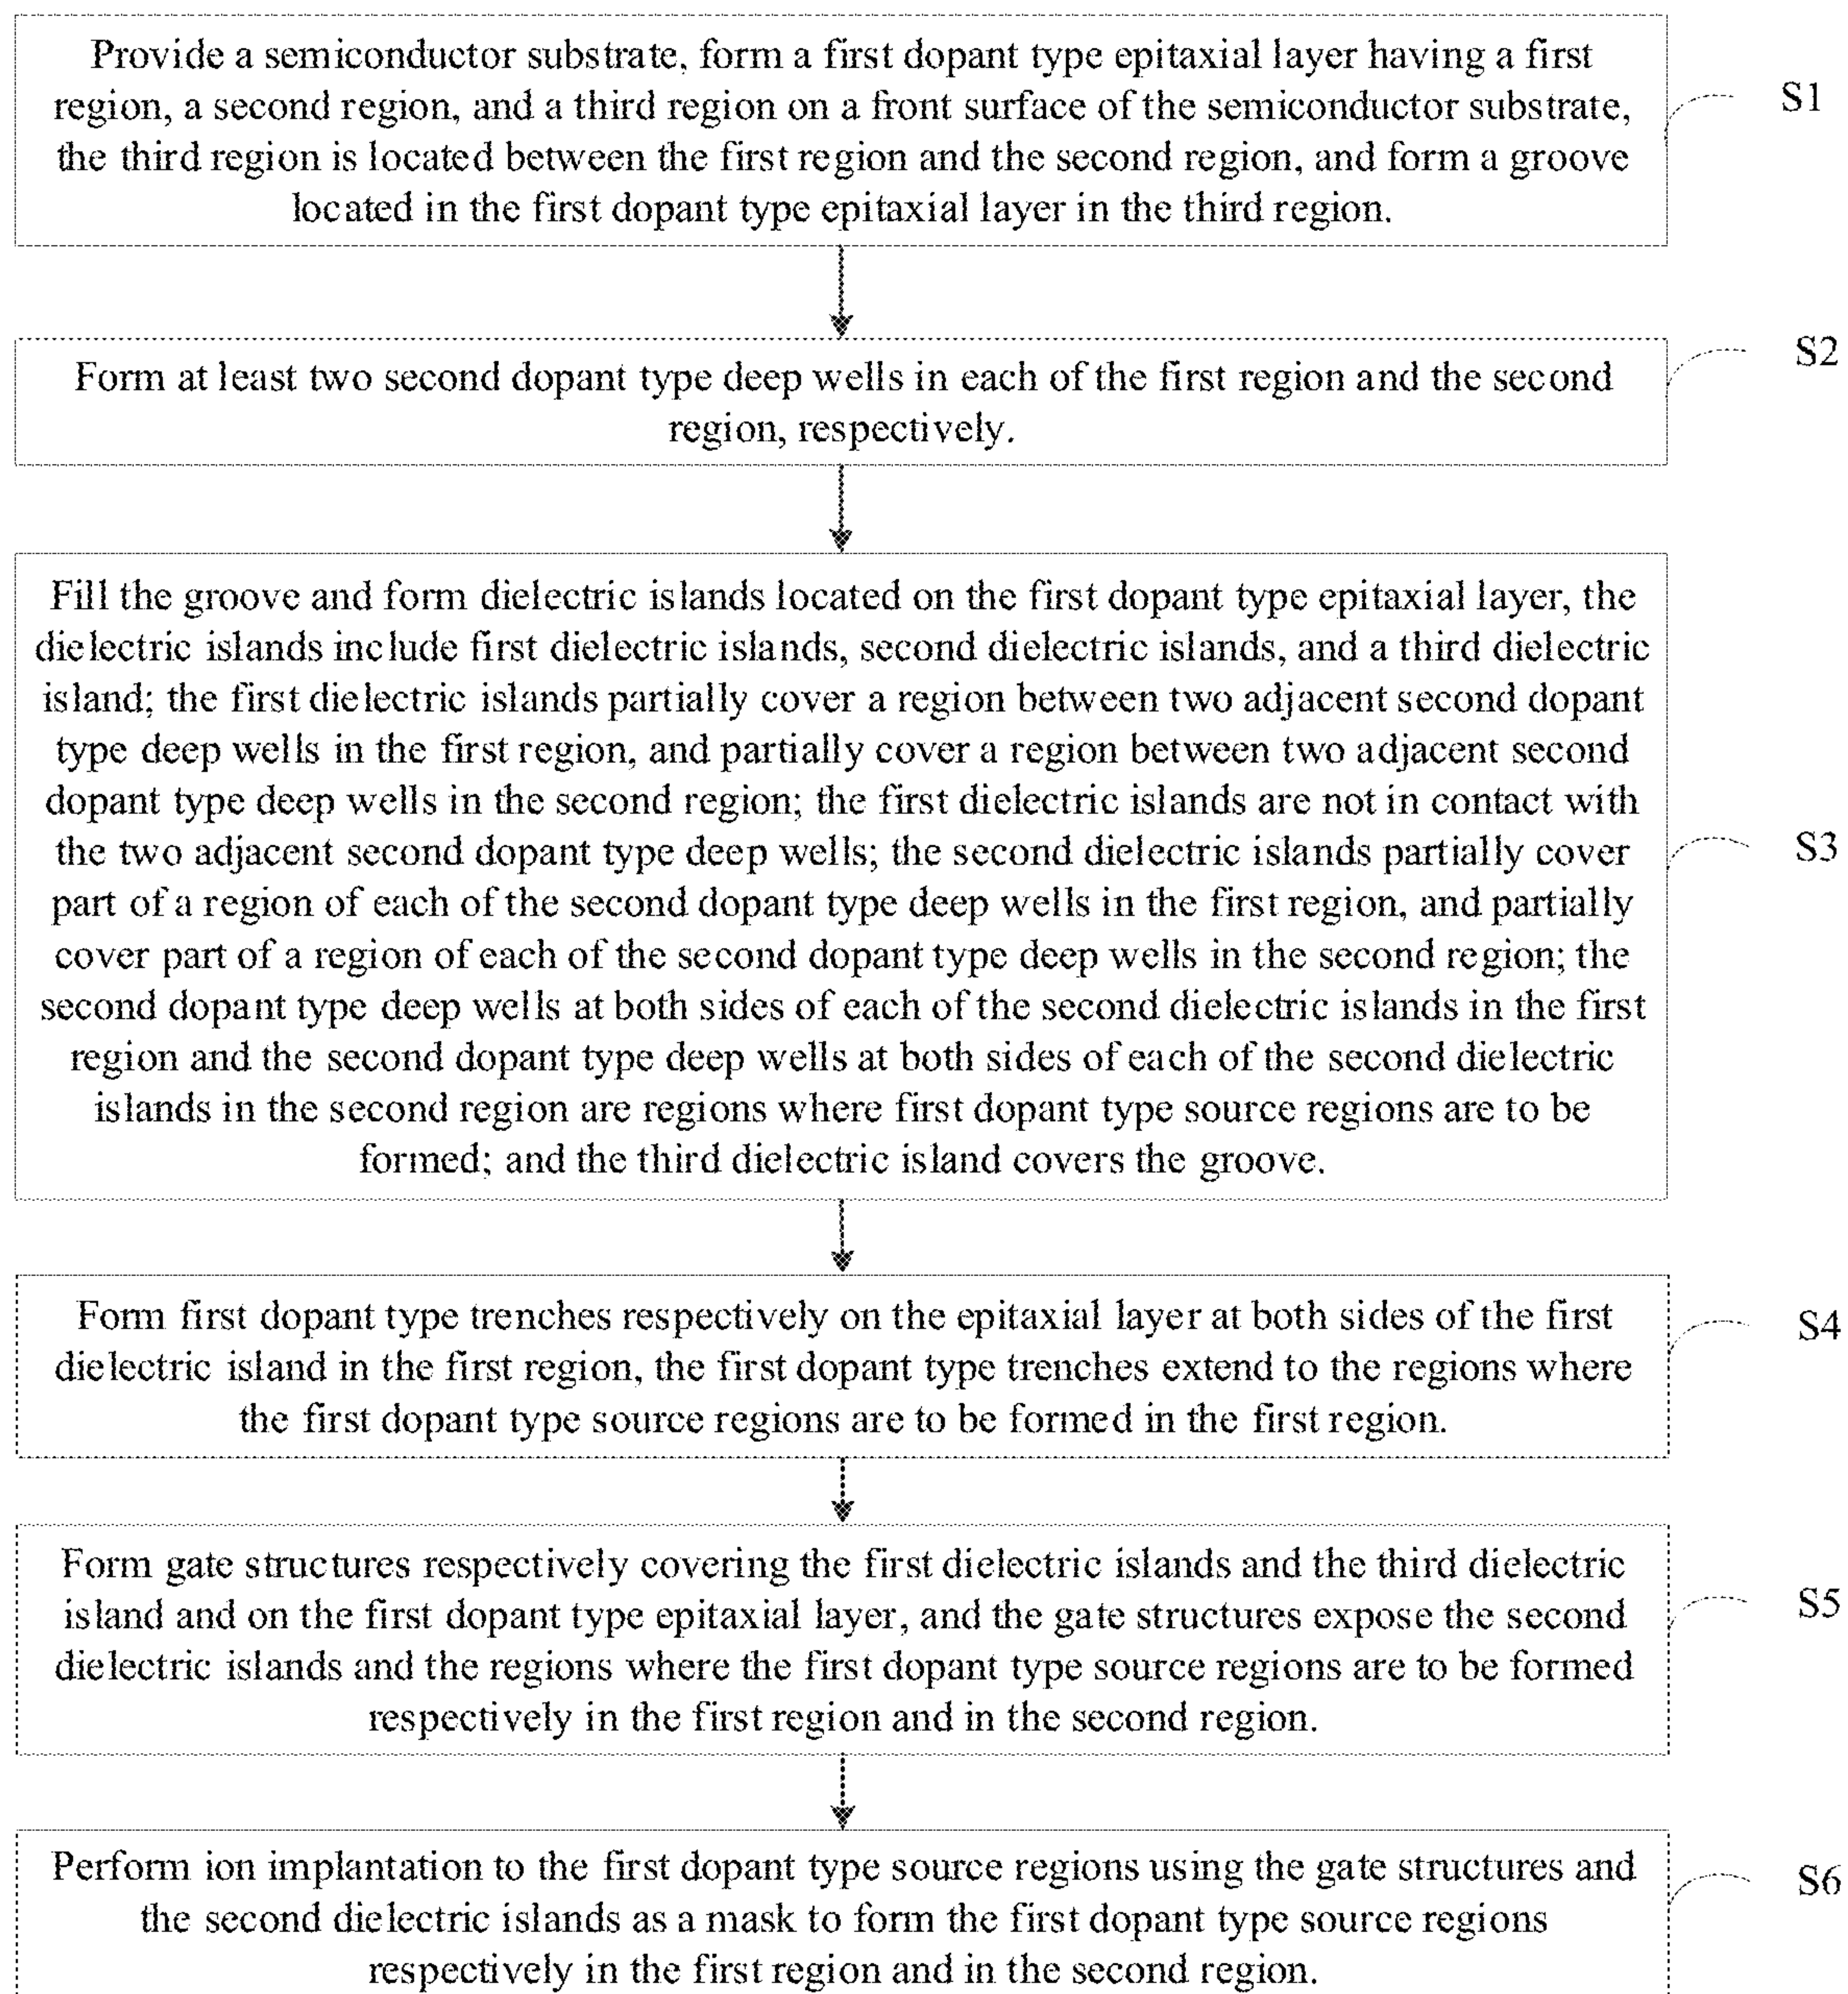 Provide a semiconductor substrate, form a first dopant type epitaxial layer having a first
region, a second region, and a third region on a front surface of the semiconductor substrate,
the third region is located between the first region and the second region, and form a groove
located in the first dopant type epitaxial layer in the third region.
S1
Form at least two second dopant type deep wells in each of the first region and the second
region, respectively.
S2
Fill the groove and form dielectric islands located on the first dopant type epitaxial layer, the
dielectric islands include first dielectric islands, second dielectric islands, and a third dielectric
island; the first dielectric islands partially cover a region between two adjacent second dopant
type deep wells in the first region, and partially cover a region between two adjacent second
dopant type deep wells in the second region; the first dielectric islands are not in contact with
the two adjacent second dopant type deep wells; the second dielectric islands partially cover
part of a region of each of the second dopant type deep wells in the first region, and partially
cover part of a region of each of the second dopant type deep wells in the second region; the
second dopant type deep wells at both sides of each of the second dielectric islands in the first
region and the second dopant type deep wells at both sides of each of the second dielectric
islands in the second region are regions where first dopant type source regions are to be
formed; and the third dielectric island covers the groove.
S3
Form first dopant type trenches respectively on the epitaxial layer at both sides of the first
dielectric island in the first region, the first dopant type trenches extend to the regions where
the first dopant type source regions are to be formed in the first region.
S4
Form gate structures respectively covering the first dielectric islands and the third dielectric
island and on the first dopant type epitaxial layer, and the gate structures expose the second
dielectric islands and the regions where the first dopant type source regions are to be formed
respectively in the first region and in the second region.
S5
Perform ion implantation to the first dopant type source regions using the gate structures and
the second dielectric islands as a mask to form the first dopant type source regions
respectively in the first region and in the second region.
S6